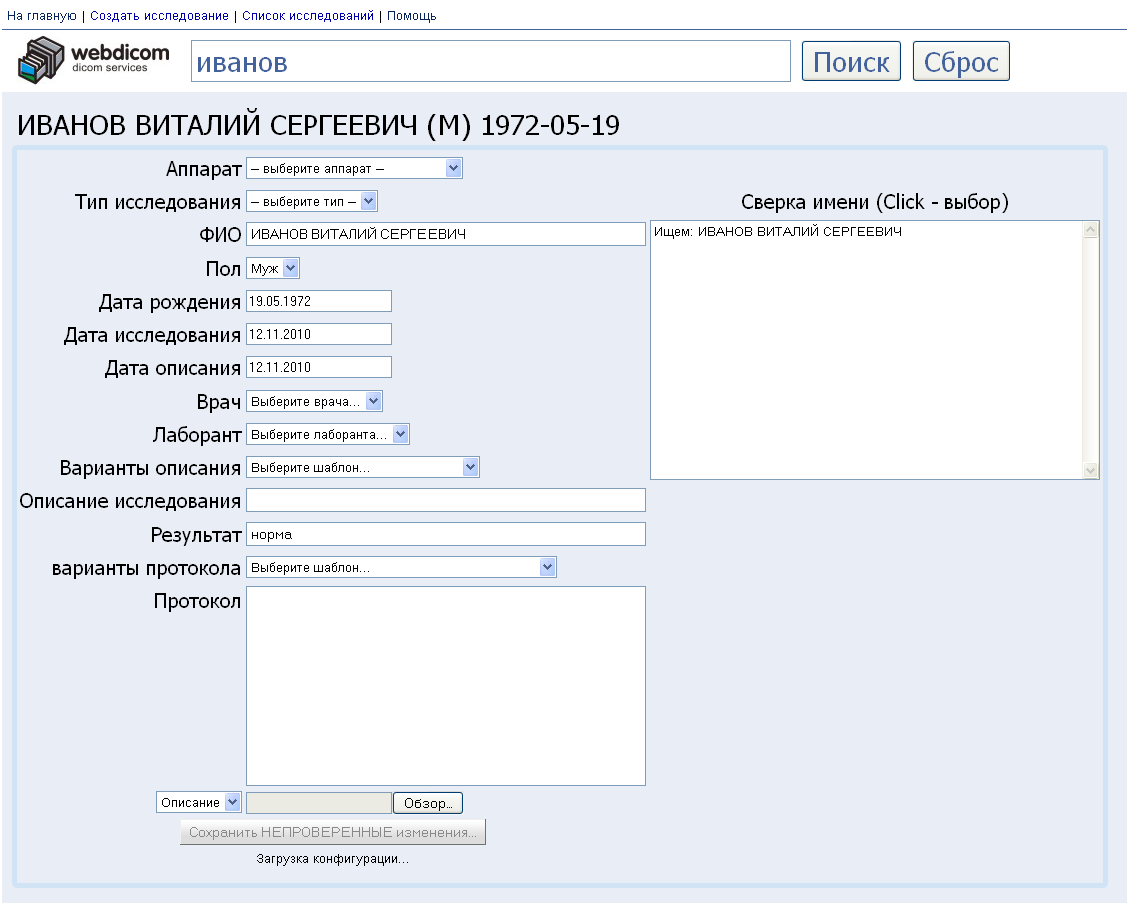 На главную | Создать исследование | Список исследований | Помощь
webdicom
dicom services
иванов
Поиск
Сброс
ИВАНОВ ВИТАЛИЙ СЕРГЕЕВИЧ (М) 1972-05-19
Аппарат -- выберите аппарат --
Тип исследования -- выберите тип --
Сверка имени (Click - выбор)
ФИО ИВАНОВ ВИТАЛИЙ СЕРГЕЕВИЧ
Ищем: ИВАНОВ ВИТАЛИЙ СЕРГЕЕВИЧ
Пол Муж
Дата рождения 19.05.1972
Дата исследования 12.11.2010
Дата описания 12.11.2010
Врач Выберите врача...
Лаборант Выберите лаборанта...
Варианты описания Выберите шаблон...
Описание исследования
Результат норма
варианты протокола Выберите шаблон...
Протокол
Описание Обзор...
Сохранить НЕПРОВЕРЕННЫЕ изменения...
Загрузка конфигурации...